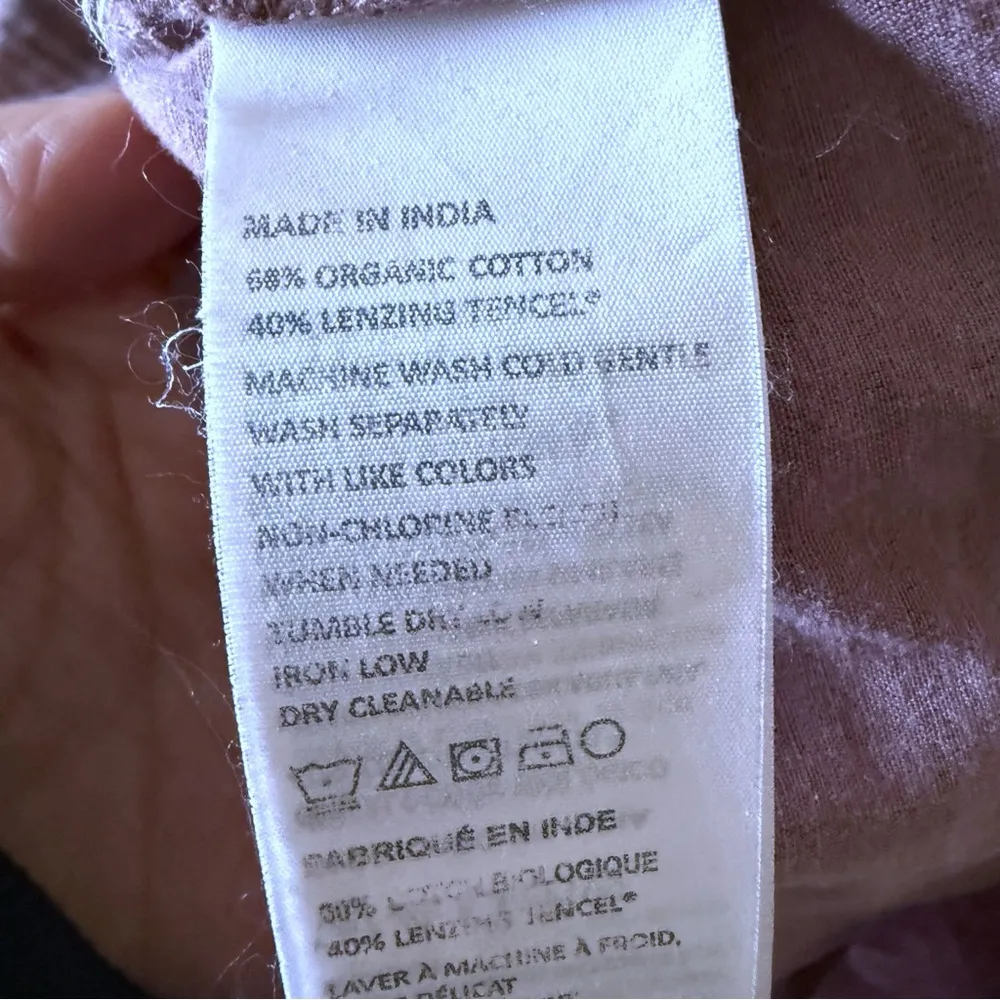 MADE IN INDIA
ORGANIC COTTON
40% LENZING TENCEL®
MACHINE WASH COLD GENTLE
WASH SEPARATELY
WITH LIKE COLORS
NON-CHLORINE
WHEN NEEDED
TUMBLE DRY
IRON LOW
DRY CLEANABLE
FABRIQUÉ EN INDE
BIOLOGIQUE
40% LENZING TENCEL®
LAVER À MACHINE À FROID,
DÉLICAT